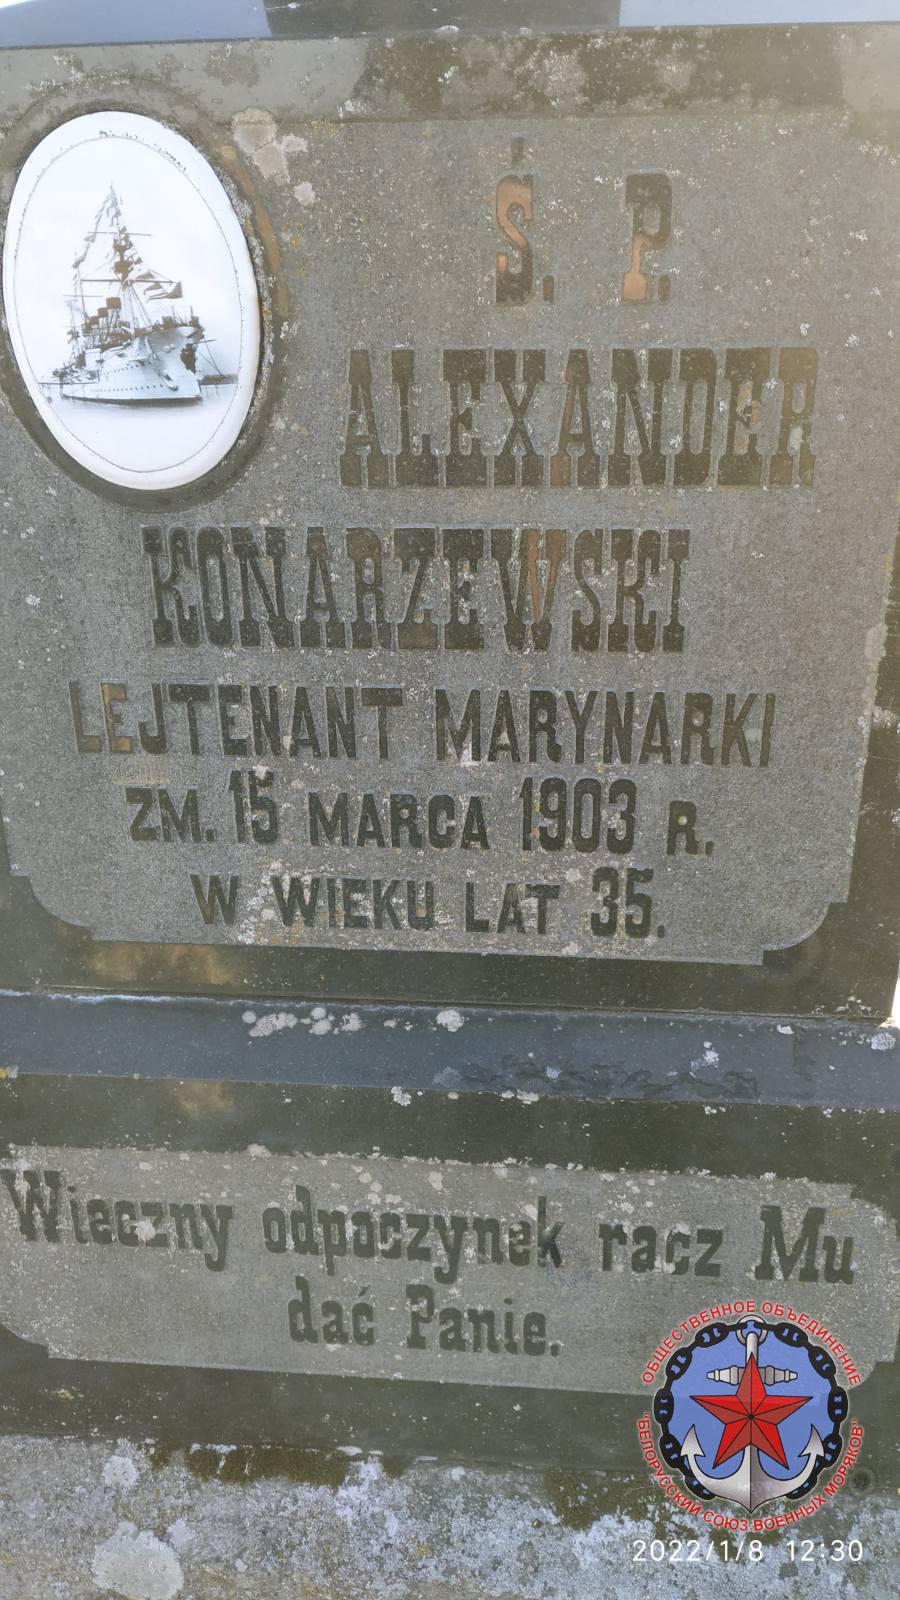 Ś. P.
ALEXANDER
KONARZEWSKI
LEJTENANT MARYNARKI
ZM. 15 MARCA 1903 R.
W WIEKU LAT 35.
Wieczny odpoczynek racz Mu
dać Panie.
ОБЩЕСТВЕННОЕ ОБЪЕДИНЕНИЕ
"БЕЛОРУССКИЙ СОЮЗ ВОЕННЫХ МОРЯКОВ"
2022/1/8 12:30